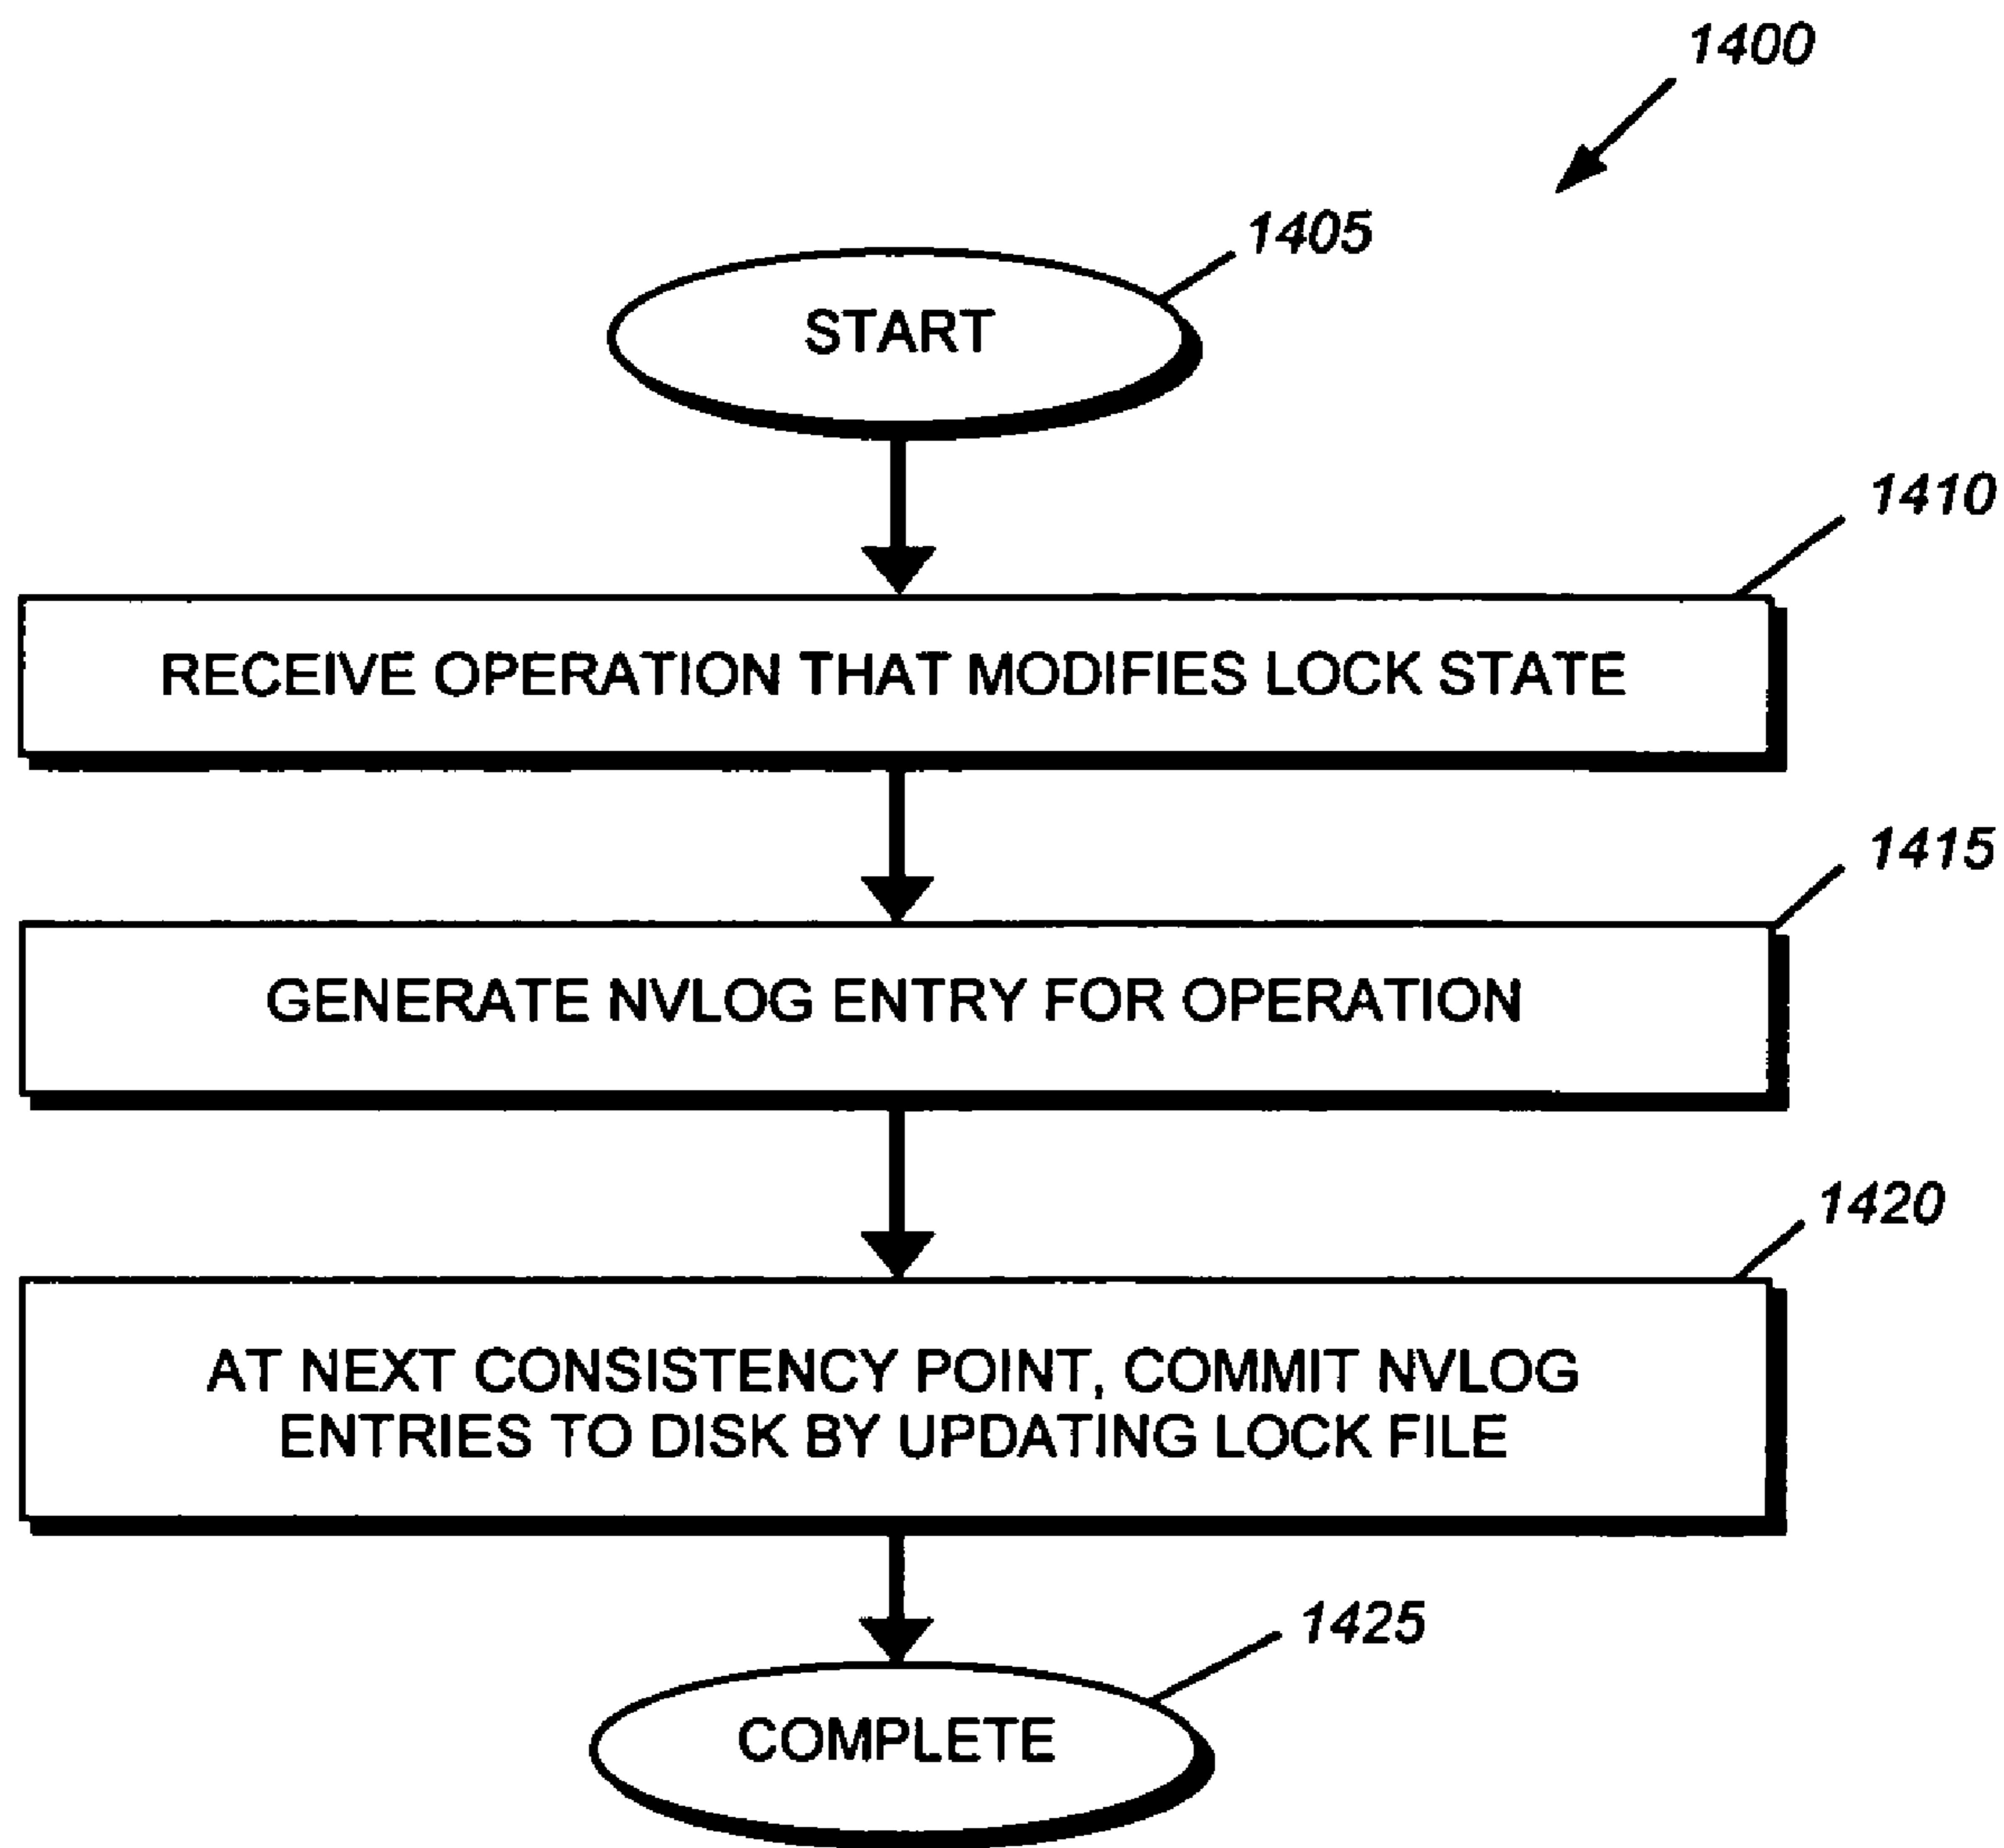 1400
1405
START
1410
RECEIVE OPERATION THAT MODIFIES LOCK STATE
1415
GENERATE NVLOG ENTRY FOR OPERATION
1420
AT NEXT CONSISTENCY POINT, COMMIT NVLOG
ENTRIES TO DISK BY UPDATING LOCK FILE
1425
COMPLETE